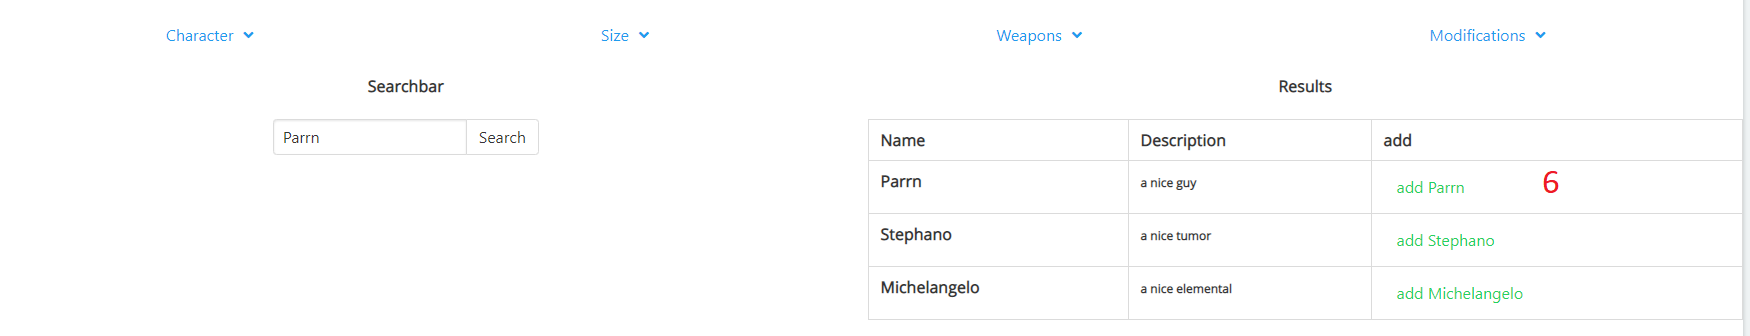 Character Size Weapons Modifications
Searchbar
Parrn Search
Results
Name Description add
Parrn a nice guy add Parrn 6
Stephano a nice tumor add Stephano
Michelangelo a nice elemental add Michelangelo